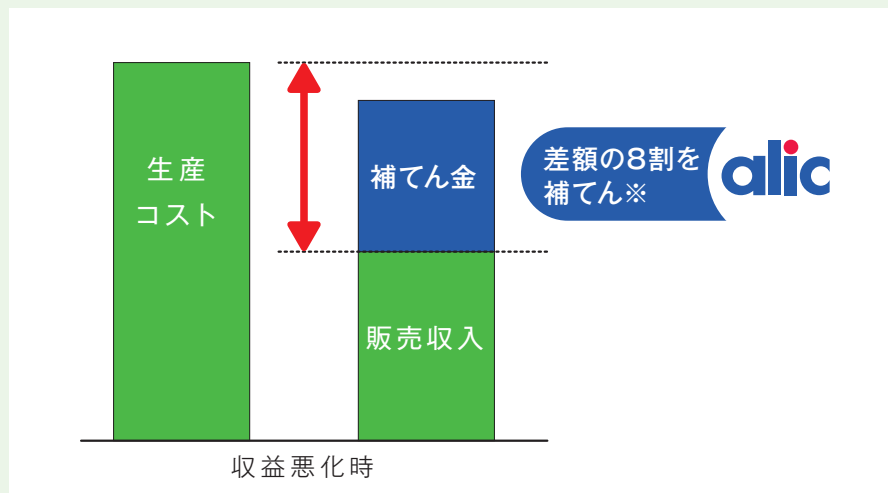 生産
コスト
補てん金
販売収入
差額の8割を
補てん※
alic
収益悪化時